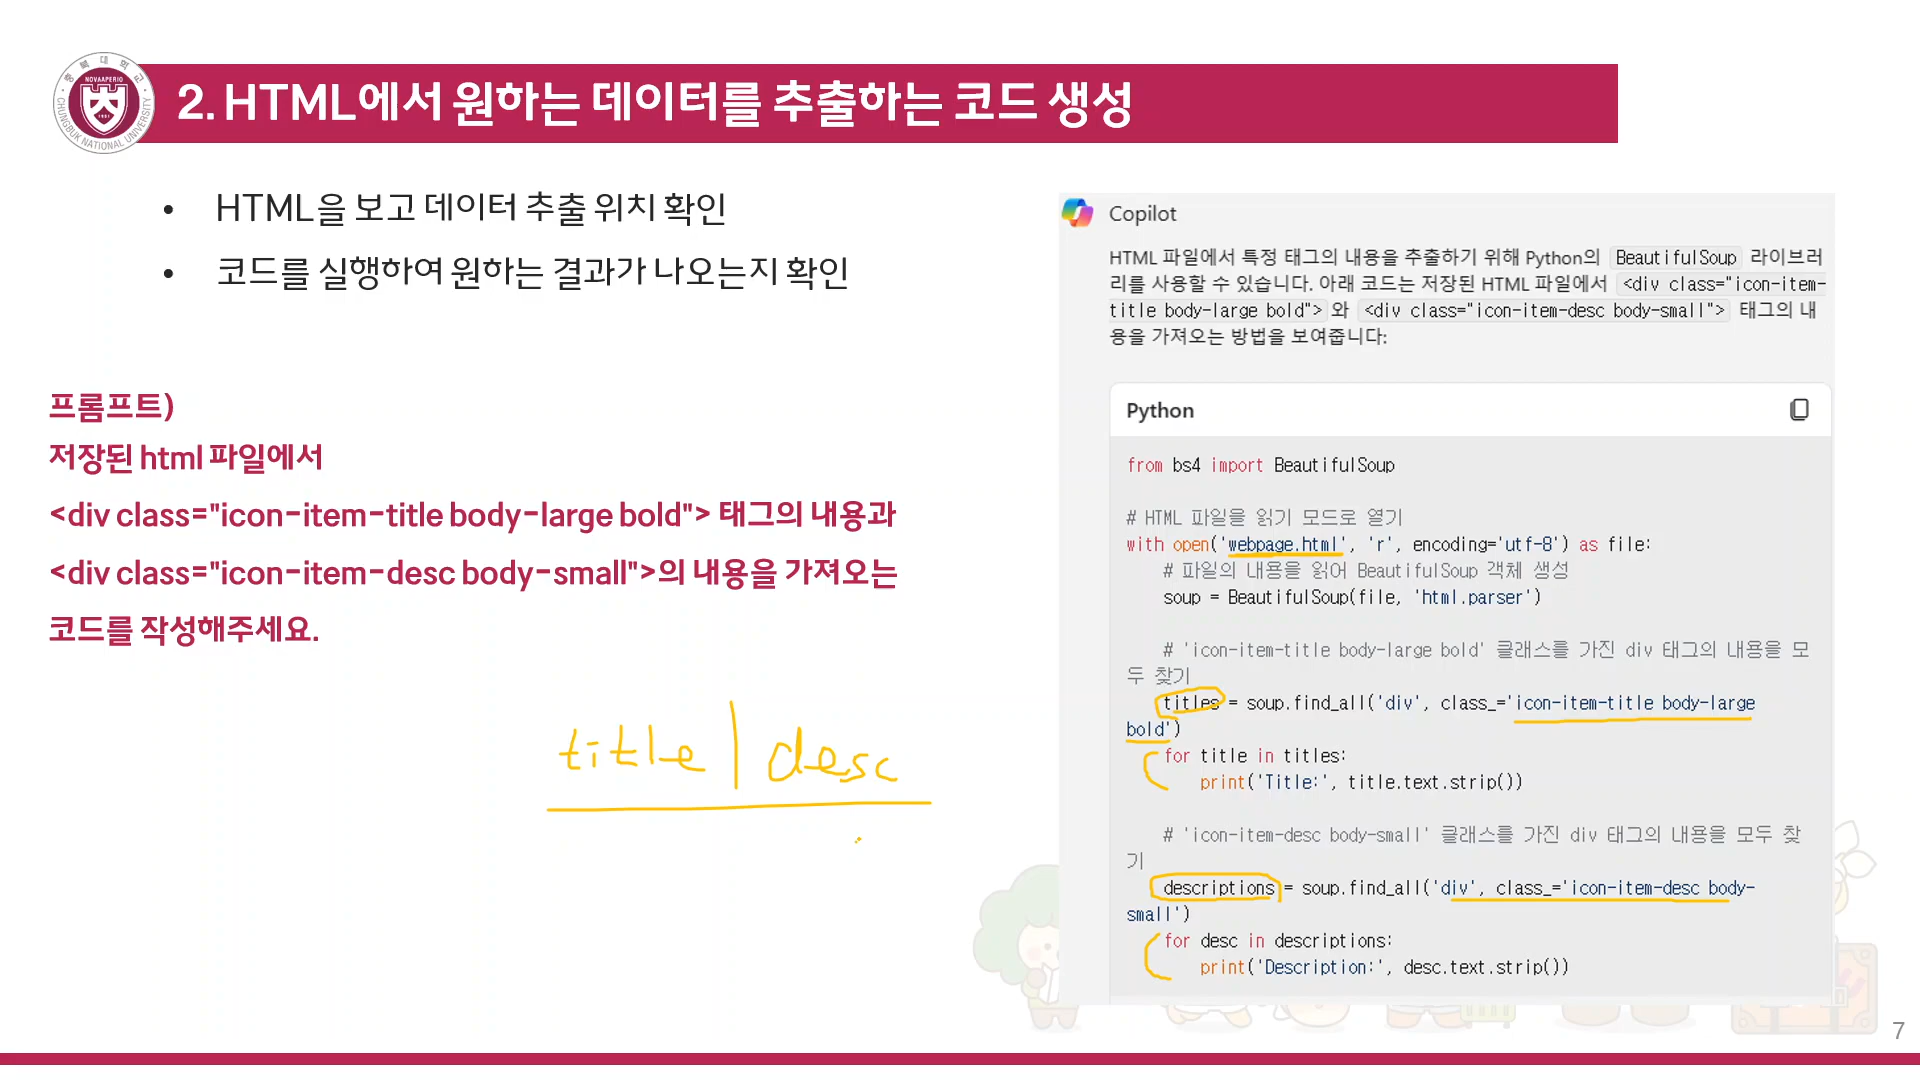 충북대학교
NOVAAPERIO
1951
CHUNGBUK NATIONAL UNIVERSITY
2. HTML에서 원하는 데이터를 추출하는 코드 생성
• HTML을 보고 데이터 추출 위치 확인
• 코드를 실행하여 원하는 결과가 나오는지 확인
프롬프트)
저장된 html 파일에서
<div class="icon-item-title body-large bold"> 태그의 내용과
<div class="icon-item-desc body-small">의 내용을 가져오는
코드를 작성해주세요.
title | desc
Copilot
HTML 파일에서 특정 태그의 내용을 추출하기 위해 Python의 BeautifulSoup 라이브러
리를 사용할 수 있습니다. 아래 코드는 저장된 HTML 파일에서 <div class="icon-item-
title body-large bold"> 와 <div class="icon-item-desc body-small"> 태그의 내
용을 가져오는 방법을 보여줍니다:
Python
from bs4 import BeautifulSoup
# HTML 파일을 읽기 모드로 열기
with open('webpage.html', 'r', encoding='utf-8') as file:
    # 파일의 내용을 읽어 BeautifulSoup 객체 생성
    soup = BeautifulSoup(file, 'html.parser')
    # 'icon-item-title body-large bold' 클래스를 가진 div 태그의 내용을 모
두 찾기
    titles = soup.find_all('div', class_='icon-item-title body-large
bold')
    for title in titles:
        print('Title:', title.text.strip())
    # 'icon-item-desc body-small' 클래스를 가진 div 태그의 내용을 모두 찾
기
    descriptions = soup.find_all('div', class_='icon-item-desc body-
small')
    for desc in descriptions:
        print('Description:', desc.text.strip())
7